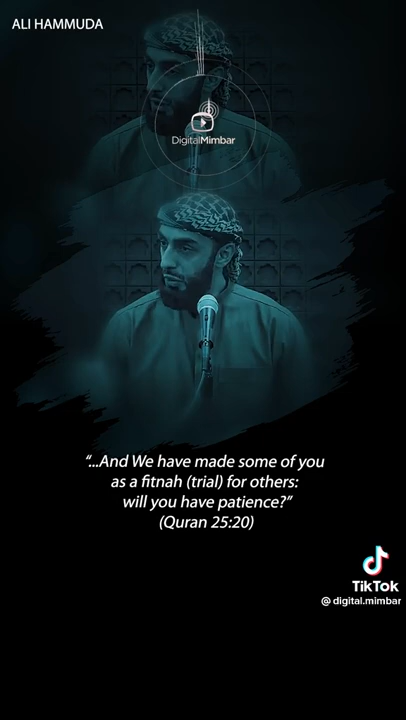 ALI HAMMUDA
DigitalMimbar
“...And We have made some of you
as a fitnah (trial) for others:
will you have patience?”
(Quran 25:20)
TikTok
@ digital.mimbar